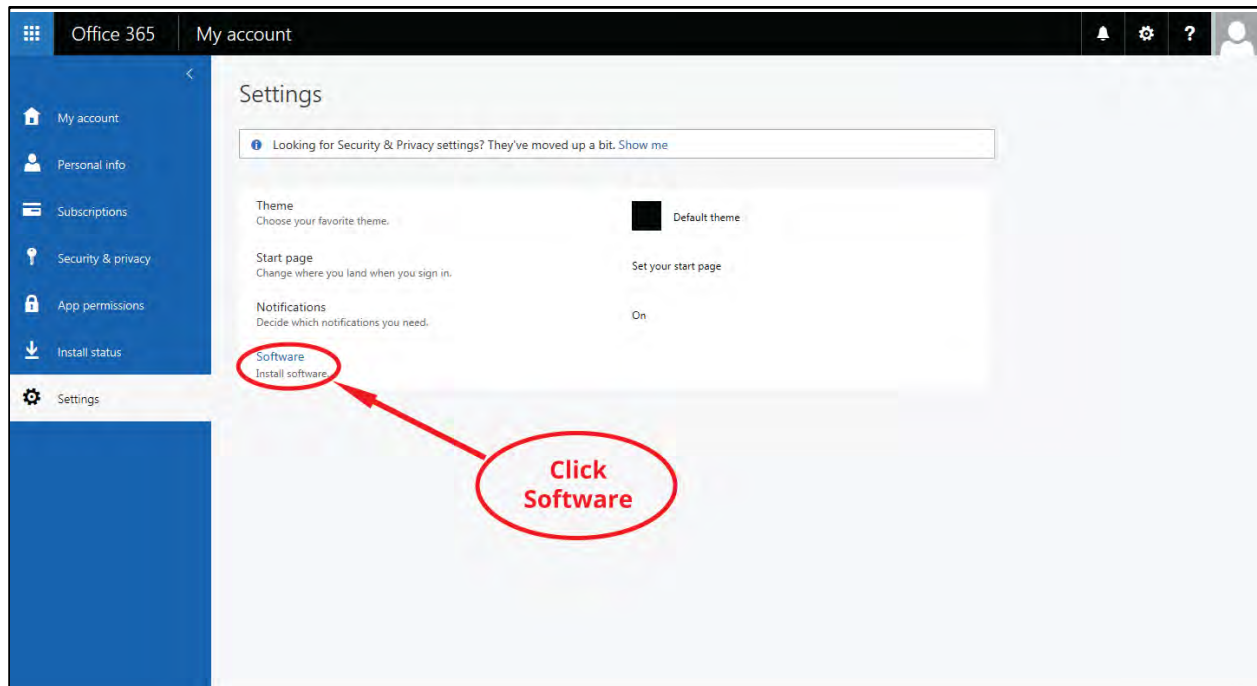 Office 365
My account
?
Settings
Looking for Security & Privacy settings? They've moved up a bit. Show me
My account
Personal info
Subscriptions
Security & privacy
App permissions
Install status
Settings
Theme
Choose your favorite theme.
Default theme
Start page
Change where you land when you sign in.
Set your start page
Notifications
Decide which notifications you need.
On
Software
Install software.
Click
Software